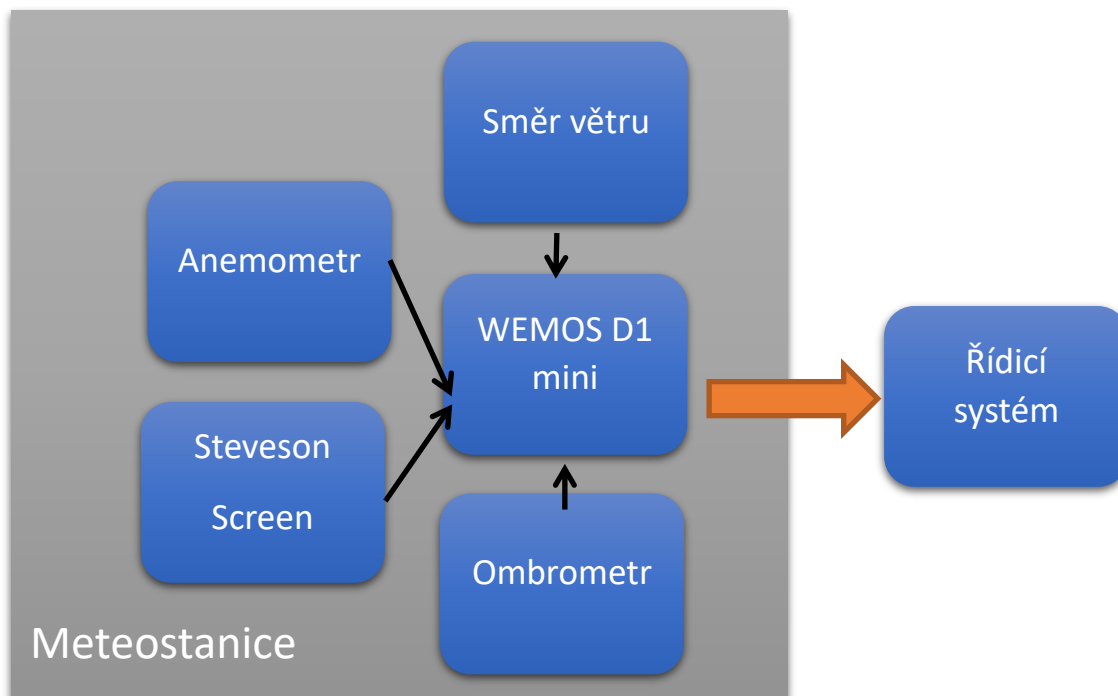 Směr větru
Anemometr
WEMOS D1
mini
Řídicí
systém
Steveson
Screen
Ombrometr
Meteostanice